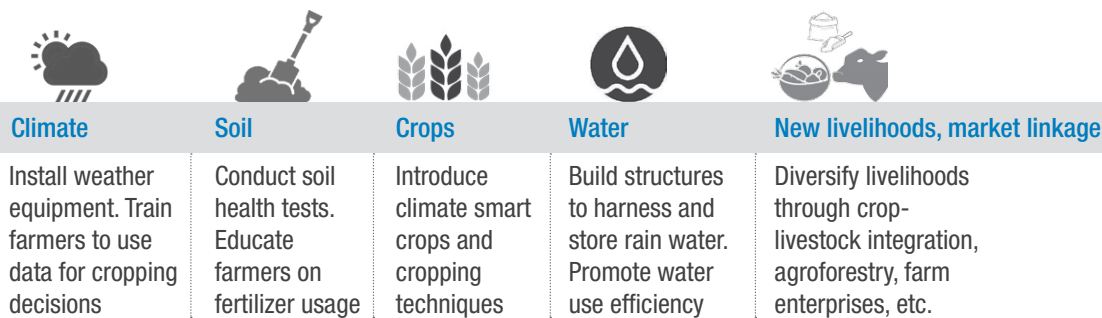 Climate
Soil
Crops
Water
New livelihoods, market linkage
Install weather
equipment. Train
farmers to use
data for cropping
decisions
Conduct soil
health tests.
Educate
farmers on
fertilizer usage
Introduce
climate smart
crops and
cropping
techniques
Build structures
to harness and
store rain water.
Promote water
use efficiency
Diversify livelihoods
through crop-
livestock integration,
agroforestry, farm
enterprises, etc.